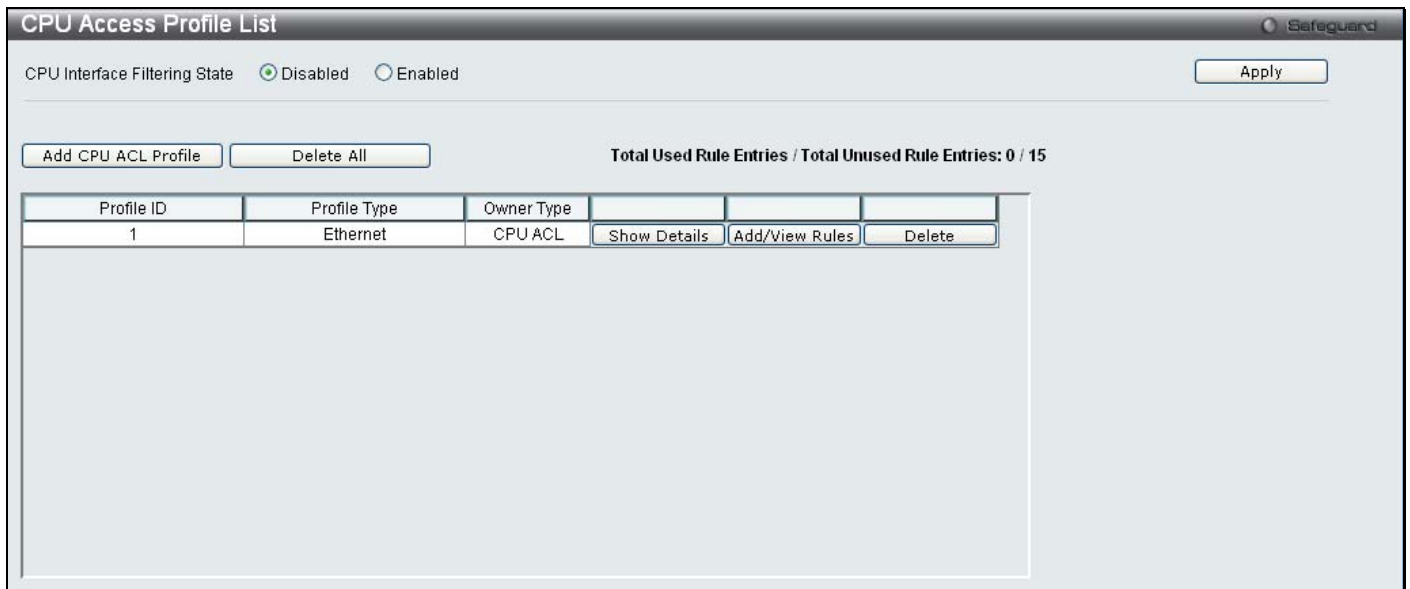 CPU Access Profile List
Safeguard
CPU Interface Filtering State Disabled Enabled Apply
Add CPU ACL Profile Delete All Total Used Rule Entries / Total Unused Rule Entries: 0 / 15
Profile ID Profile Type Owner Type
1 Ethernet CPU ACL Show Details Add/View Rules Delete